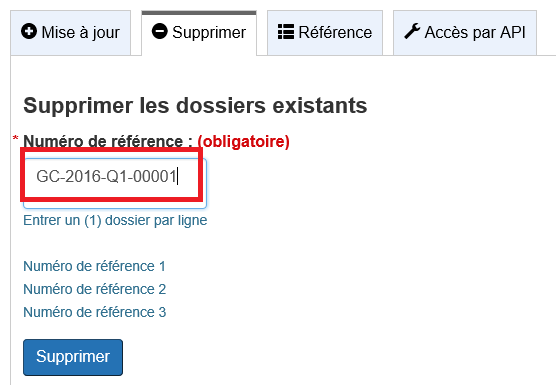 Mise à jour
Supprimer
Référence
Accès par API
Supprimer les dossiers existants
* Numéro de référence : (obligatoire)
GC-2016-Q1-00001
Entrer un (1) dossier par ligne
Numéro de référence 1
Numéro de référence 2
Numéro de référence 3
Supprimer